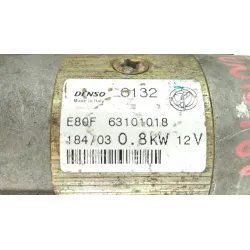 DENSO 0132
Made in Italy
E80F 63101018
184/03 0.8KW 12V